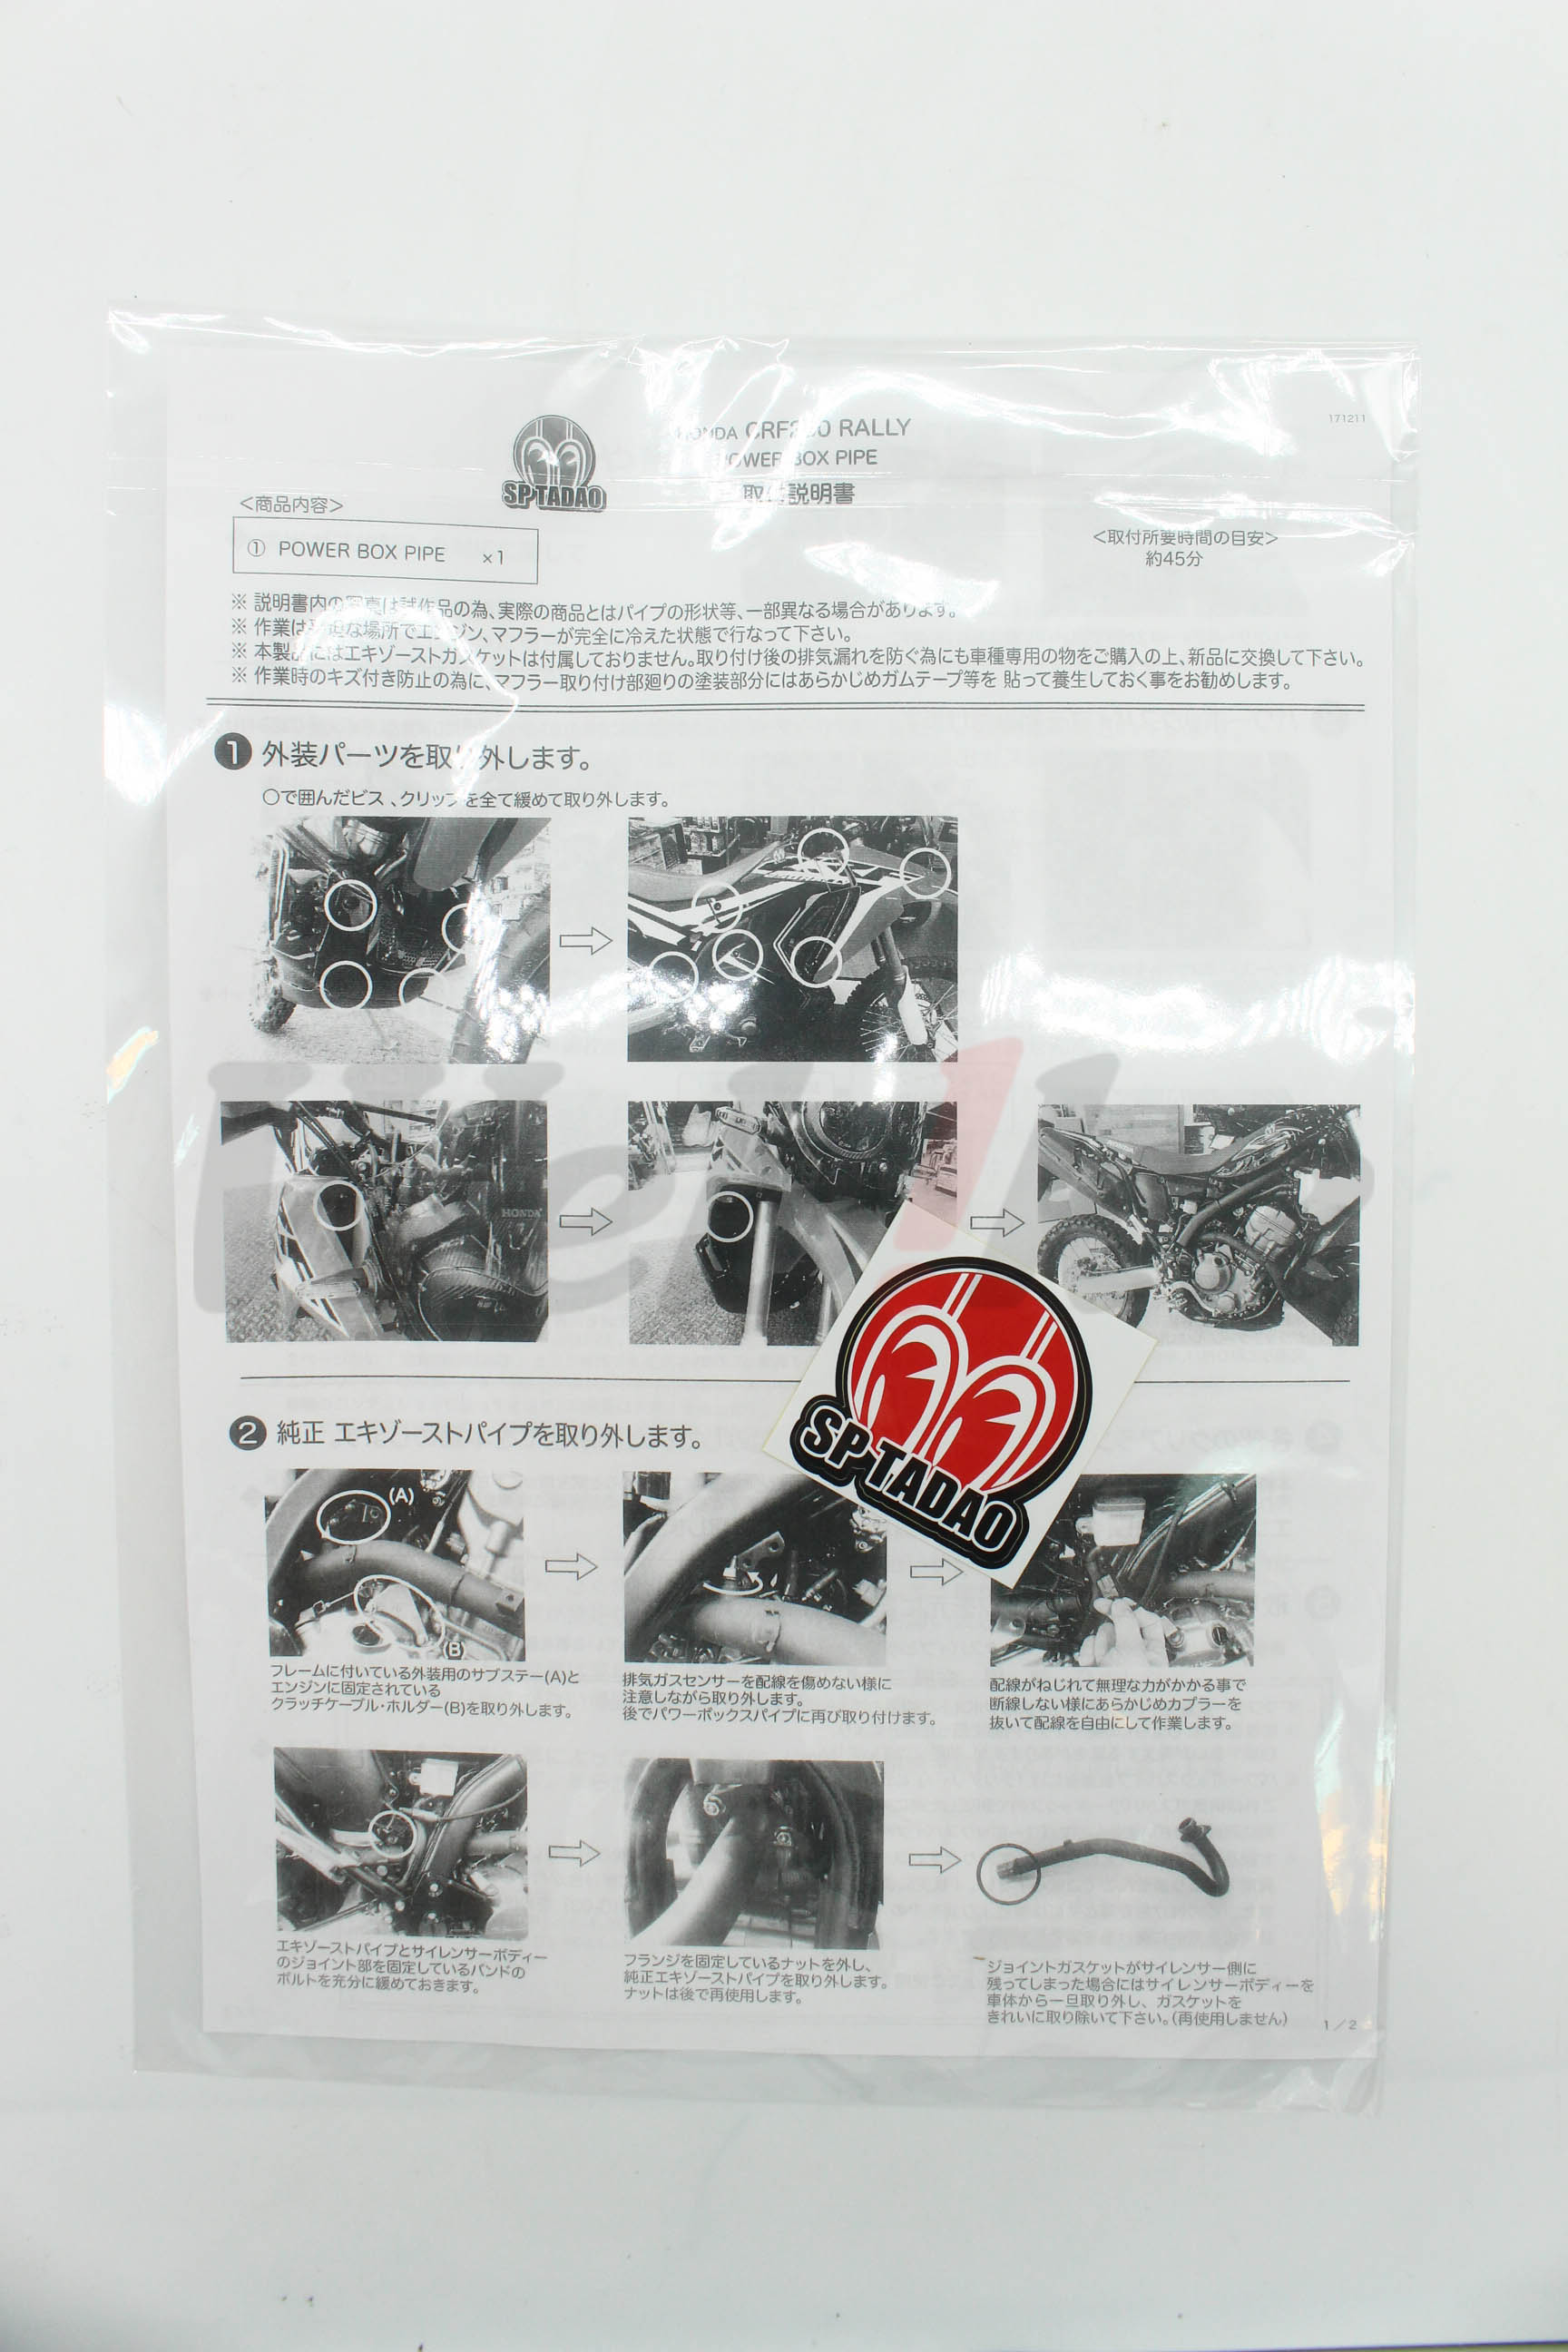 171211
HONDA CRF250 RALLY
POWER BOX PIPE
取付説明書
SP TADAO
<商品内容>
① POWER BOX PIPE ×1
<取付所要時間の目安>
約45分
※ 説明書内の写真は試作品の為、実際の商品とはパイプの形状等、一部異なる場合があります。
※ 作業は平坦な場所でエンジン、マフラーが完全に冷えた状態で行なって下さい。
※ 本製品にはエキゾーストガスケットは付属しておりません。取り付け後の排気漏れを防ぐ為にも車種専用の物をご購入の上、新品に交換して下さい。
※ 作業時のキズ付き防止の為に、マフラー取り付け部廻りの塗装部分にはあらかじめガムテープ等を 貼って養生しておく事をお勧めします。
1 外装パーツを取り外します。
○で囲んだビス、クリップを全て緩めて取り外します。
HONDA
2 純正 エキゾーストパイプを取り外します。
SP TADAO
(A)
(B)
フレームに付いている外装用のサブステー(A)と
エンジンに固定されている
クラッチケーブル・ホルダー(B)を取り外します。
排気ガスセンサーを配線を傷めない様に
注意しながら取り外します。
後でパワーボックスパイプに再び取り付けます。
配線がねじれて無理な力がかかる事で
断線しない様にあらかじめカプラーを
抜いて配線を自由にして作業します。
エキゾーストパイプとサイレンサーボディー
のジョイント部を固定しているバンドの
ボルトを充分に緩めておきます。
フランジを固定しているナットを外し、
純正エキゾーストパイプを取り外します。
ナットは後で再使用します。
ジョイントガスケットがサイレンサー側に
残ってしまった場合にはサイレンサーボディーを
車体から一旦取り外し、ガスケットを
きれいに取り除いて下さい。(再使用しません)
1／2